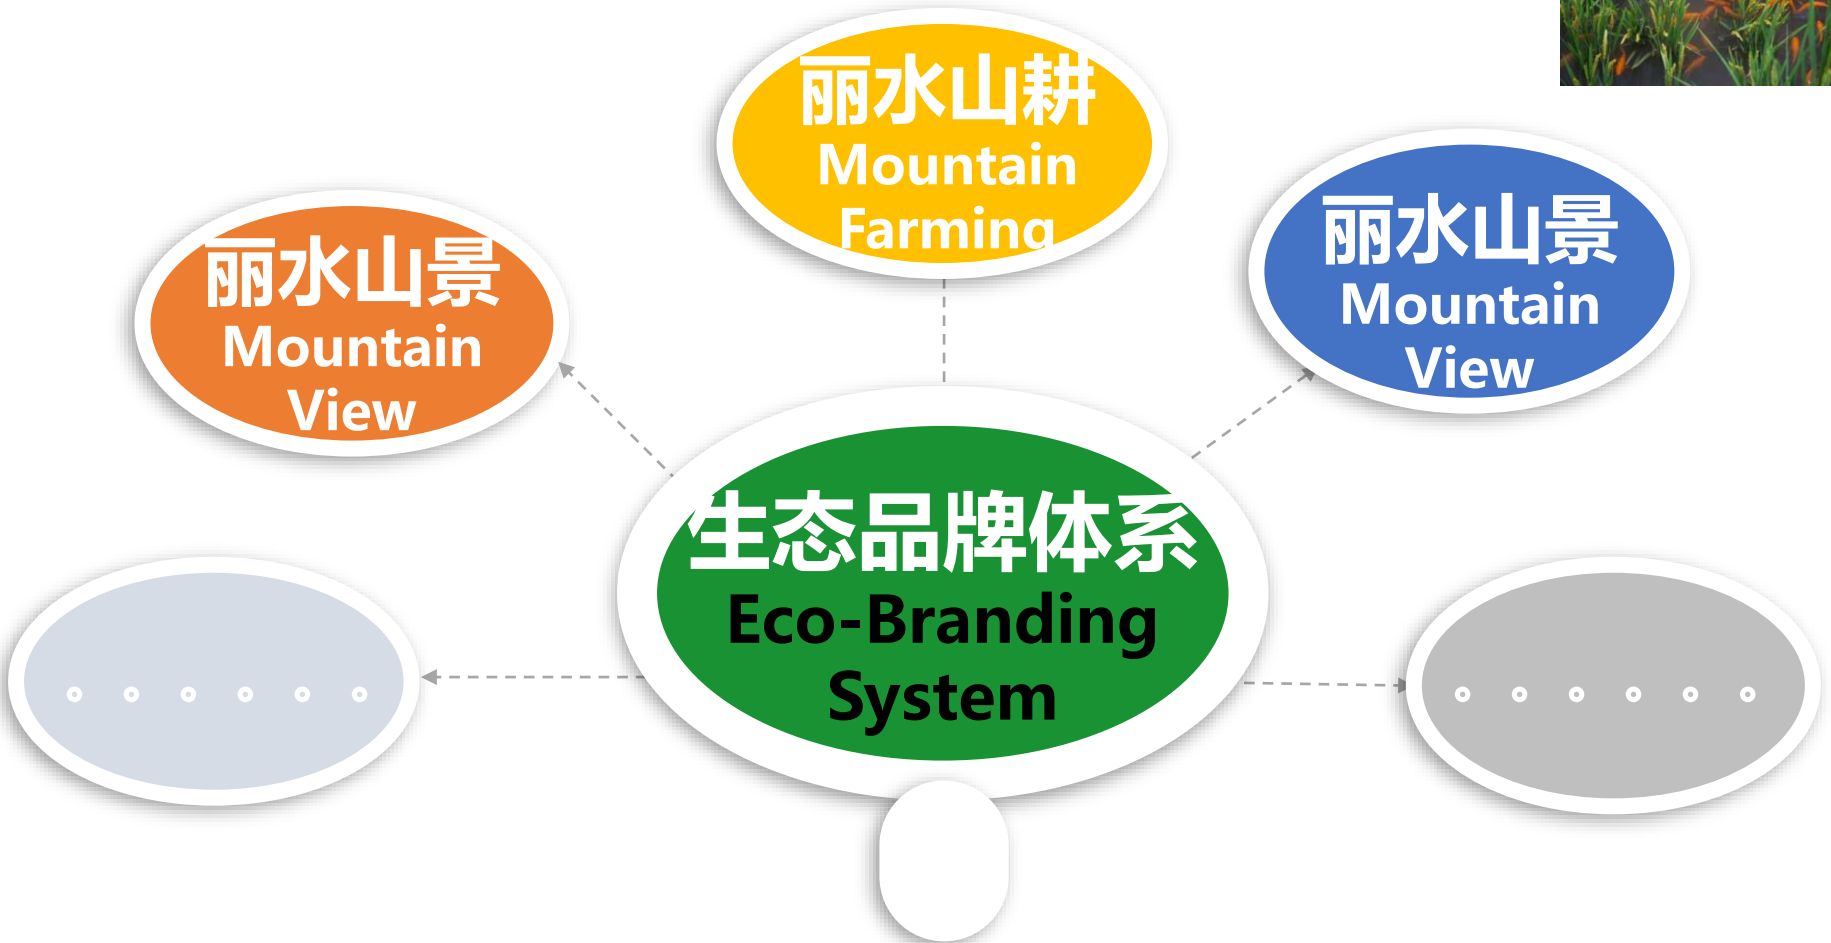 丽水山耕
Mountain
Farming
丽水山景
Mountain
View
丽水山景
Mountain
View
生态品牌体系
Eco-Branding
System
。。。。。。
。。。。。。